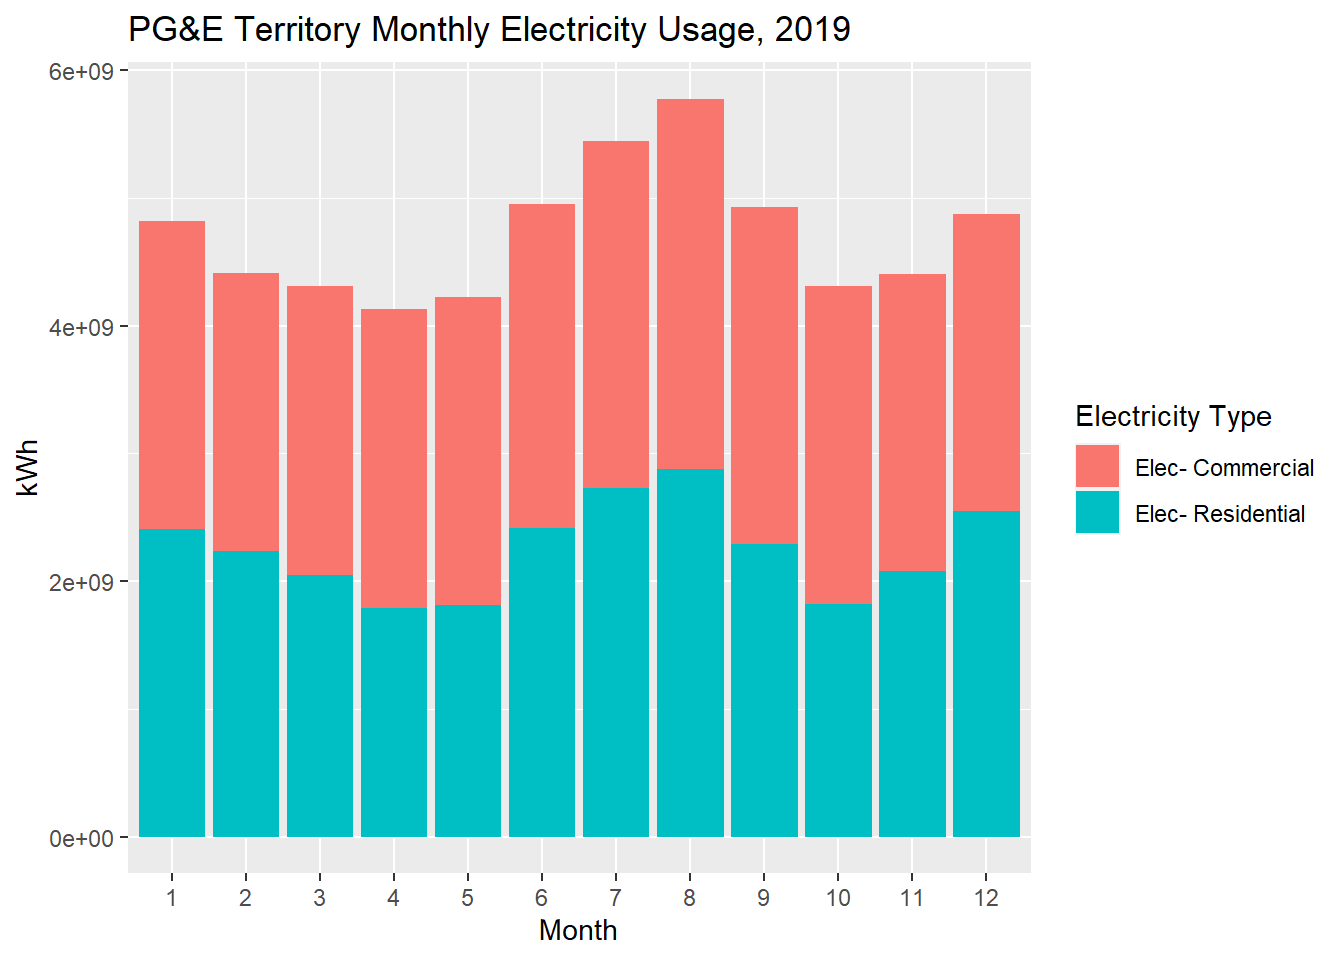 PG&E Territory Monthly Electricity Usage, 2019
6e+09
4e+09
2e+09
0e+00
kWh
1 2 3 4 5 6 7 8 9 10 11 12
Month
Electricity Type
Elec- Commercial
Elec- Residential